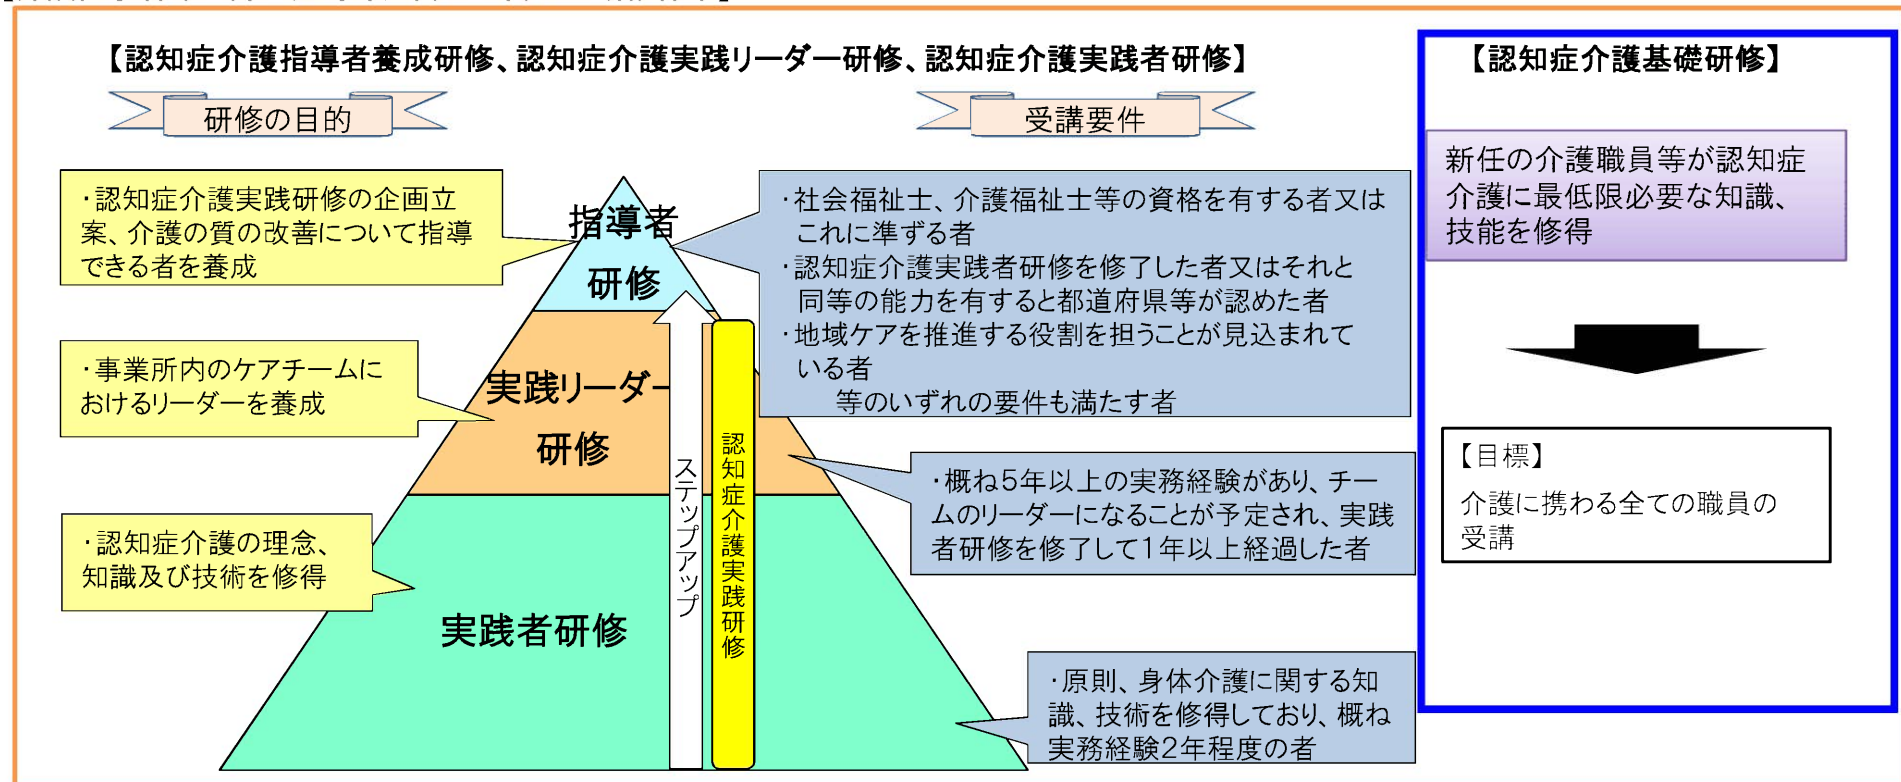 【認知症介護指導者養成研修、認知症介護実践リーダー研修、認知症介護実践者研修】
研修の目的
受講要件
・認知症介護実践研修の企画立
案、介護の質の改善について指導
できる者を養成
・事業所内のケアチームに
おけるリーダーを養成
・認知症介護の理念、
知識及び技術を修得
指導者
研修
実践リーダー
研修
実践者研修
ステップアップ
認知症介護実践研修
・社会福祉士、介護福祉士等の資格を有する者又は
これに準ずる者
・認知症介護実践者研修を修了した者又はそれと
同等の能力を有すると都道府県等が認めた者
・地域ケアを推進する役割を担うことが見込まれて
いる者
等のいずれの要件も満たす者
・概ね5年以上の実務経験があり、チー
ムのリーダーになることが予定され、実践
者研修を修了して1年以上経過した者
・原則、身体介護に関する知
識、技術を修得しており、概ね
実務経験2年程度の者
【認知症介護基礎研修】
新任の介護職員等が認知症
介護に最低限必要な知識、
技能を修得
【目標】
介護に携わる全ての職員の
受講